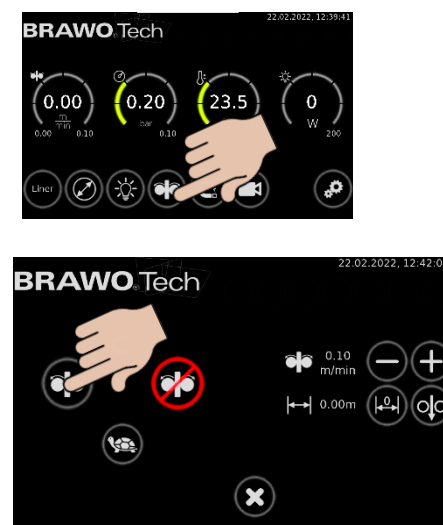 22.02.2022, 12:39:41
BRAWO Tech
0.00 0.20 23.5 0
m/min bar W
0.00 0.10 0.10 200
Liner
22.02.2022, 12:42:0
BRAWO Tech
0.10
m/min
0.00m
0